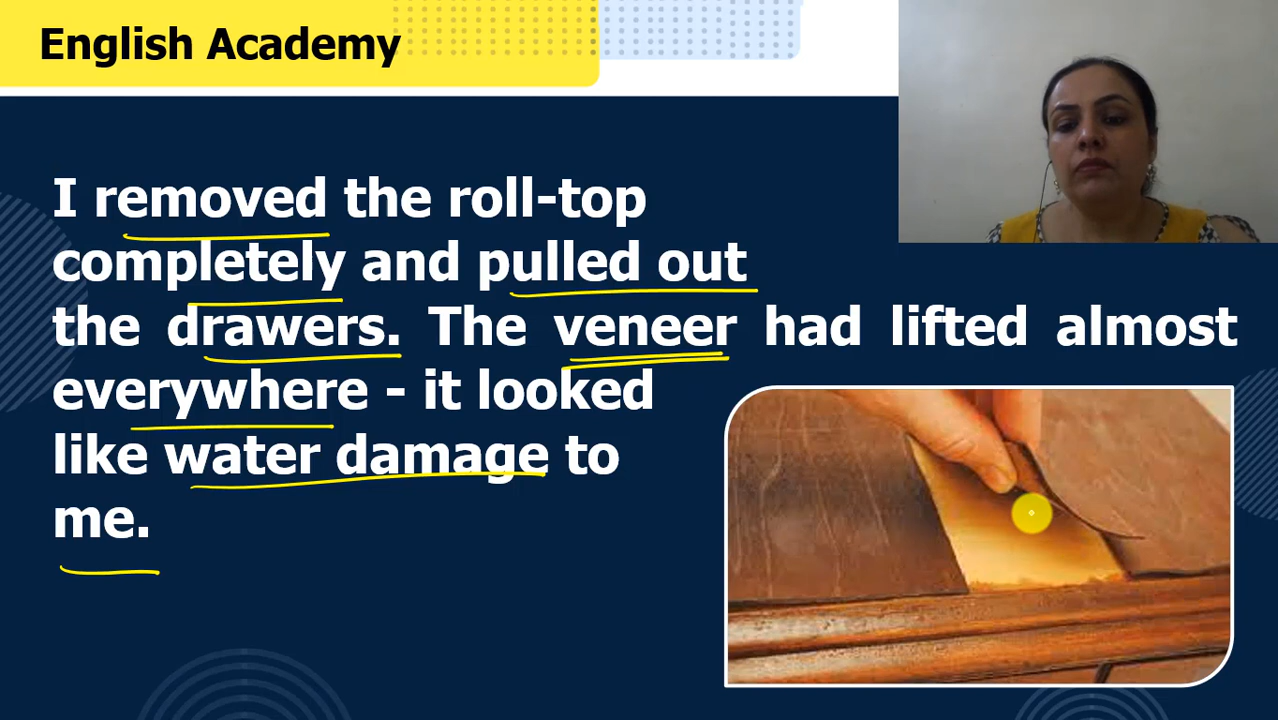 English Academy
I removed the roll-top
completely and pulled out
the drawers. The veneer had lifted almost
everywhere - it looked
like water damage to
me.